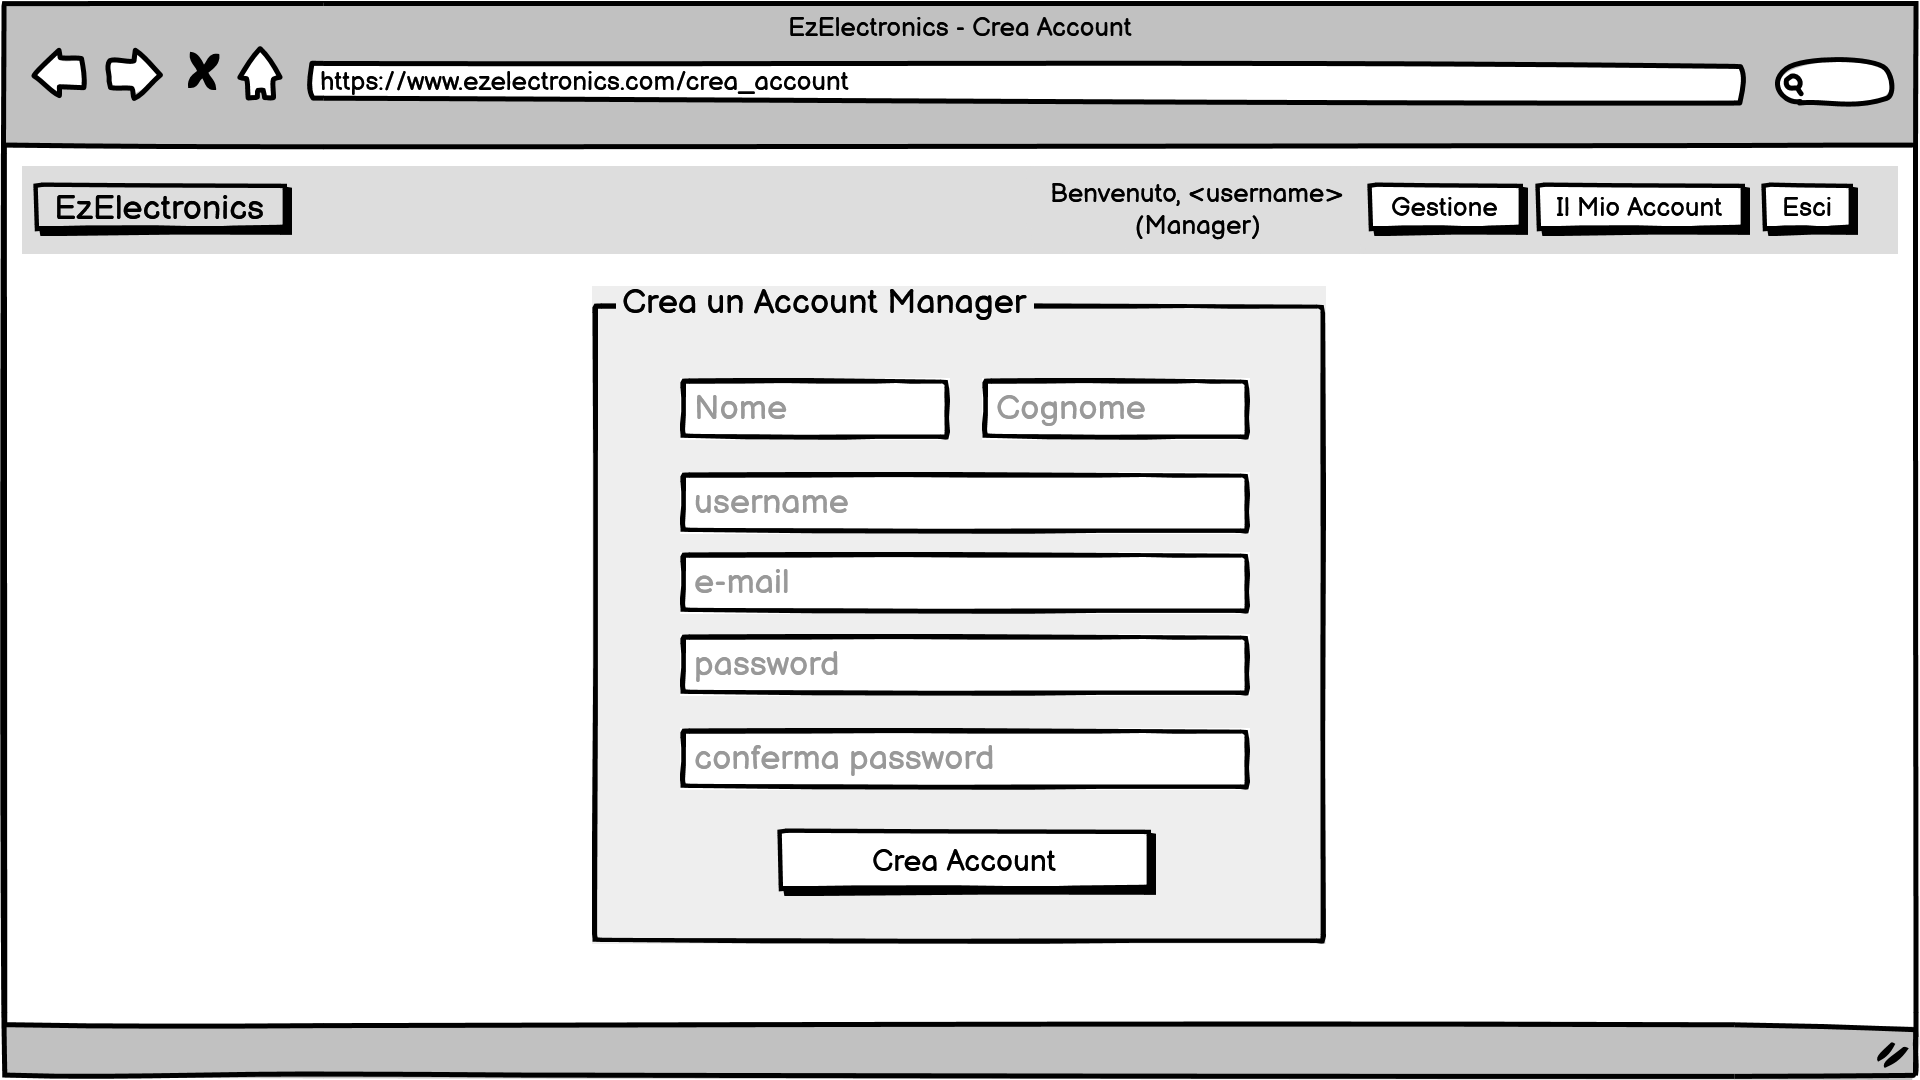 EzElectronics - Crea Account
https://www.ezelectronics.com/crea_account
EzElectronics
Benvenuto, <username>
(Manager)
Gestione
Il Mio Account
Esci
Crea un Account Manager
Nome
Cognome
username
e-mail
password
conferma password
Crea Account